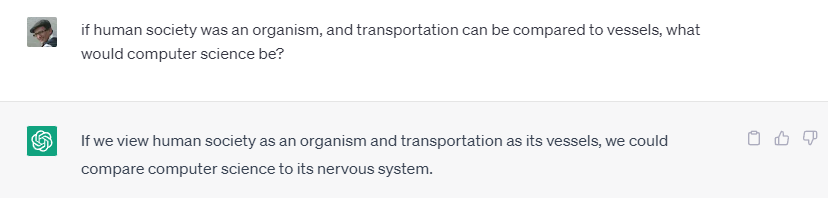 if human society was an organism, and transportation can be compared to vessels, what
would computer science be?
If we view human society as an organism and transportation as its vessels, we could
compare computer science to its nervous system.